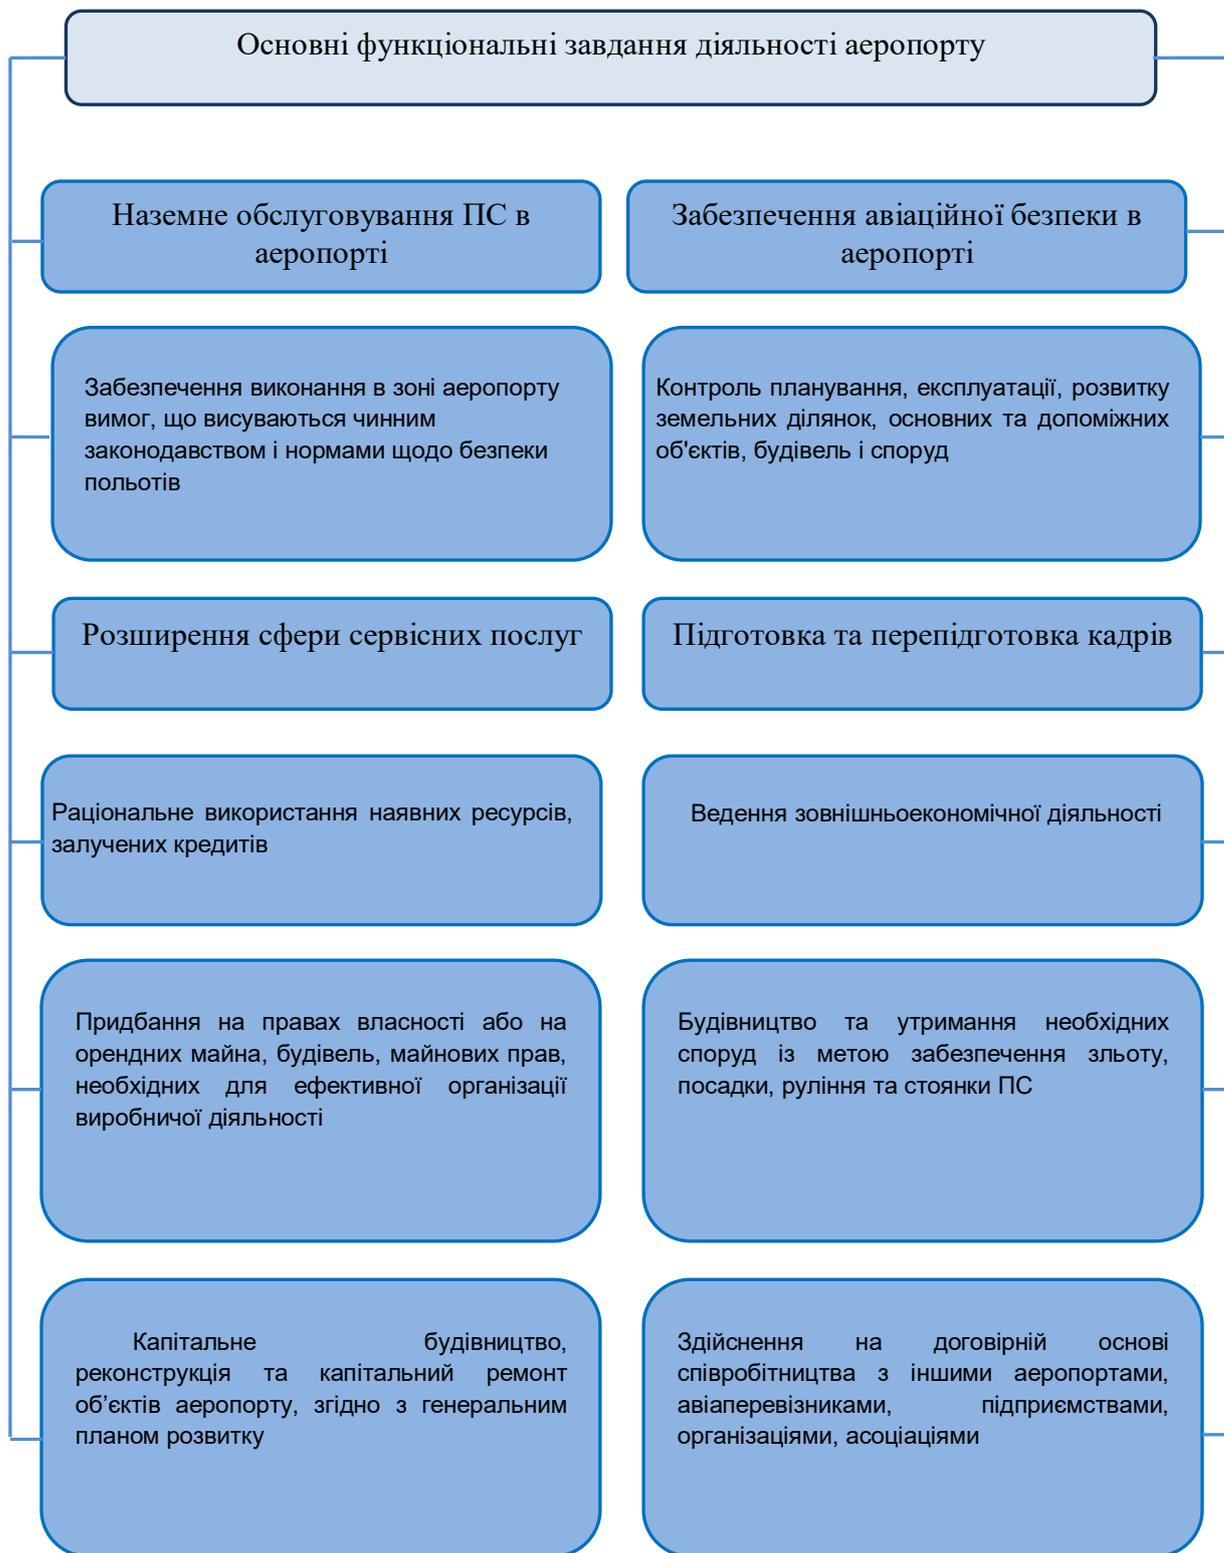 Основні функціональні завдання діяльності аеропорту
Наземне обслуговування ПС в
аеропорті
Забезпечення авіаційної безпеки в
аеропорті
Забезпечення виконання в зоні аеропорту
вимог, що висуваються чинним
законодавством і нормами щодо безпеки
польотів
Контроль планування, експлуатації, розвитку
земельних ділянок, основних та допоміжних
об'єктів, будівель і споруд
Розширення сфери сервісних послуг
Підготовка та перепідготовка кадрів
Раціональне використання наявних ресурсів,
залучених кредитів
Ведення зовнішньоекономічної діяльності
Придбання на правах власності або на
орендних майна, будівель, майнових прав,
необхідних для ефективної організації
виробничої діяльності
Будівництво та утримання необхідних
споруд із метою забезпечення зльоту,
посадки, руління та стоянки ПС
Капітальне будівництво,
реконструкція та капітальний ремонт
об’єктів аеропорту, згідно з генеральним
планом розвитку
Здійснення на договірній основі
співробітництва з іншими аеропортами,
авіаперевізниками, підприємствами,
організаціями, асоціаціями